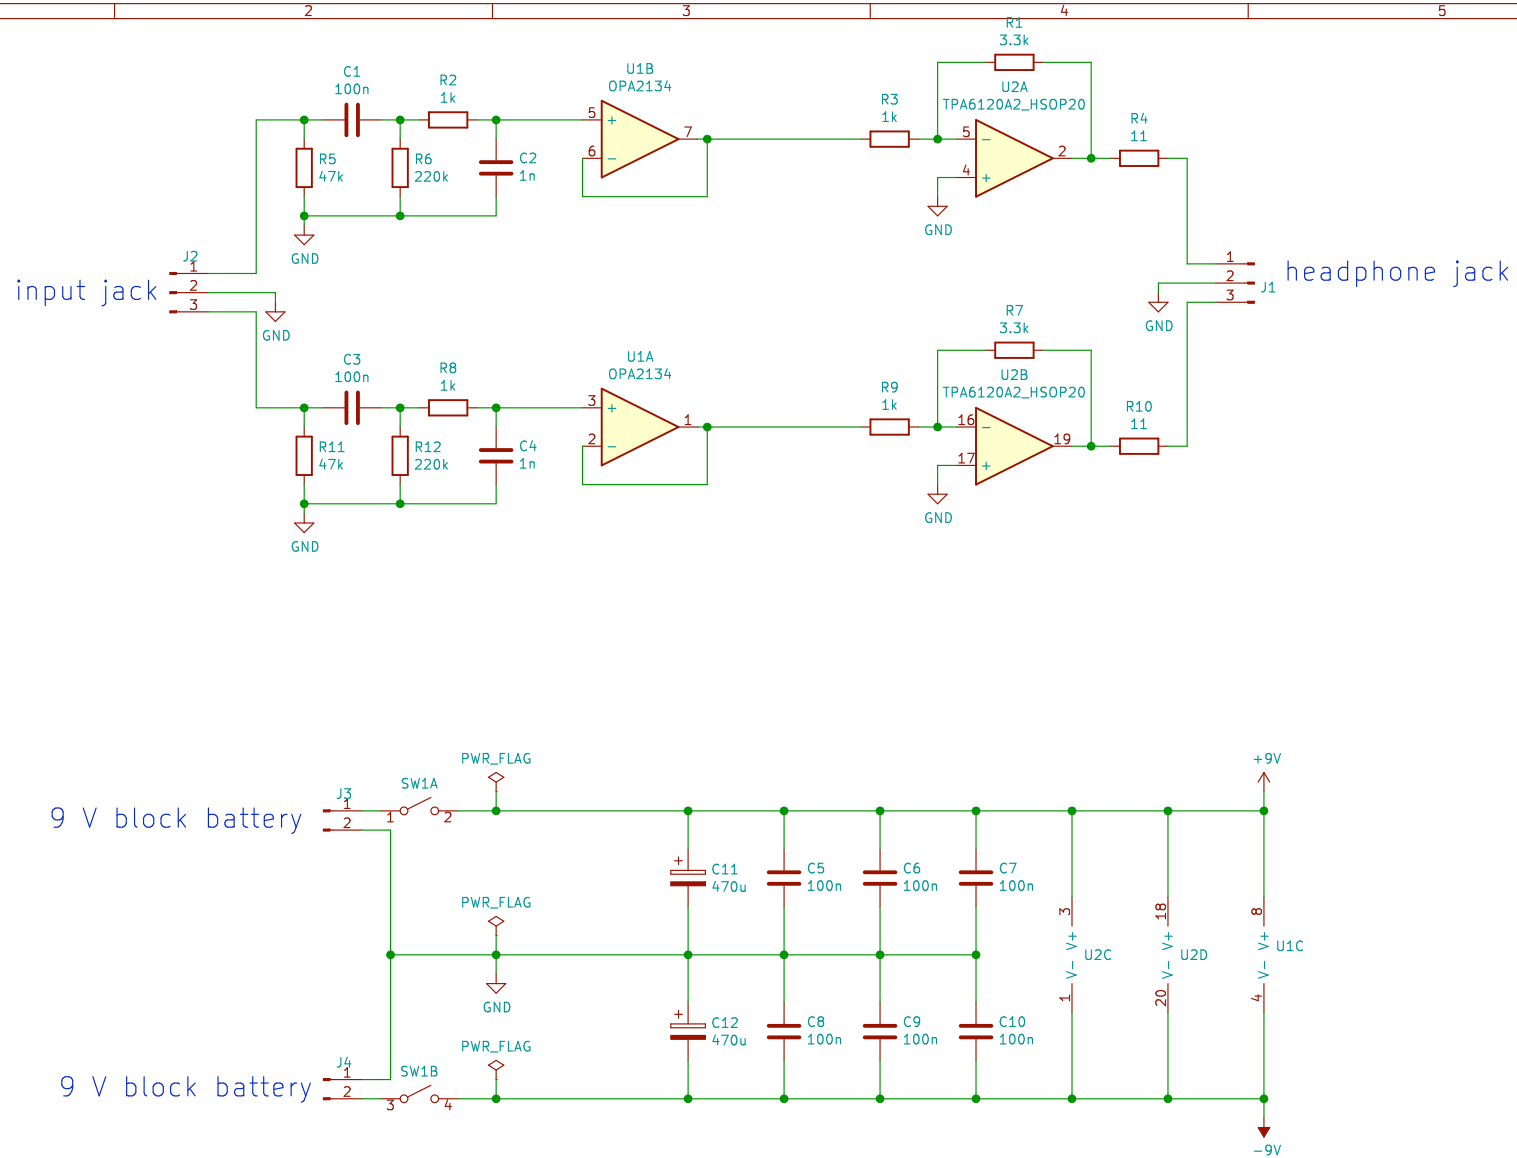 2
3
4
5
R1
3.3k
C1
100n
R2
1k
U1B
OPA2134
U2A
TPA6120A2_HSOP20
R3
1k
R4
11
5
+
6
−
7
5
−
4
+
2
R5
47k
R6
220k
C2
1n
GND
GND
J2
1
2
3
input jack
GND
1
2
3
J1
headphone jack
GND
R7
3.3k
C3
100n
R8
1k
U1A
OPA2134
U2B
TPA6120A2_HSOP20
R9
1k
R10
11
3
+
2
−
1
16
−
17
+
19
R11
47k
R12
220k
C4
1n
GND
GND
PWR_FLAG
+9V
J3
1
2
SW1A
1
2
9 V block battery
+
C11
470u
C5
100n
C6
100n
C7
100n
PWR_FLAG
3
V+
V−
1
U2C
18
V+
V−
20
U2D
8
V+
V−
4
U1C
GND
+
C12
470u
C8
100n
C9
100n
C10
100n
PWR_FLAG
J4
1
2
SW1B
3
4
9 V block battery
−9V